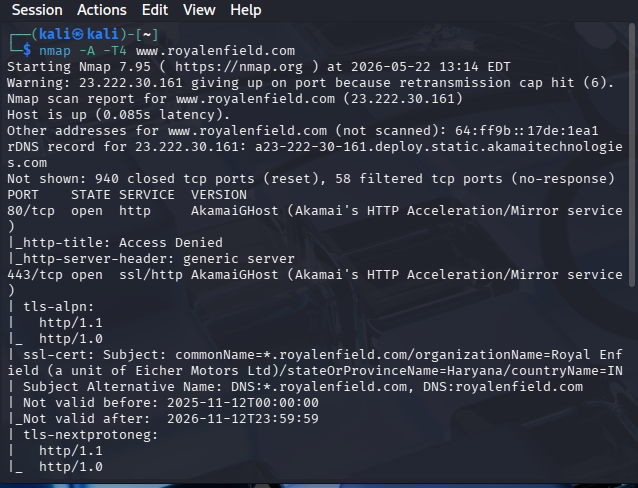 Session Actions Edit View Help
┌──(kali㉿kali)-[~]
└─$ nmap -A -T4 www.royalenfield.com
Starting Nmap 7.95 ( https://nmap.org ) at 2026-05-22 13:14 EDT
Warning: 23.222.30.161 giving up on port because retransmission cap hit (6).
Nmap scan report for www.royalenfield.com (23.222.30.161)
Host is up (0.085s latency).
Other addresses for www.royalenfield.com (not scanned): 64:ff9b::17de:1ea1
rDNS record for 23.222.30.161: a23-222-30-161.deploy.static.akamaitechnologie
s.com
Not shown: 940 closed tcp ports (reset), 58 filtered tcp ports (no-response)
PORT    STATE SERVICE  VERSION
80/tcp  open  http     AkamaiGHost (Akamai's HTTP Acceleration/Mirror service
)
|_http-title: Access Denied
|_http-server-header: generic server
443/tcp open  ssl/http AkamaiGHost (Akamai's HTTP Acceleration/Mirror service
)
| tls-alpn:
|   http/1.1
|_  http/1.0
| ssl-cert: Subject: commonName=*.royalenfield.com/organizationName=Royal Enf
ield (a unit of Eicher Motors Ltd)/stateOrProvinceName=Haryana/countryName=IN
| Subject Alternative Name: DNS:*.royalenfield.com, DNS:royalenfield.com
| Not valid before: 2025-11-12T00:00:00
|_Not valid after:  2026-11-12T23:59:59
| tls-nextprotoneg:
|   http/1.1
|_  http/1.0